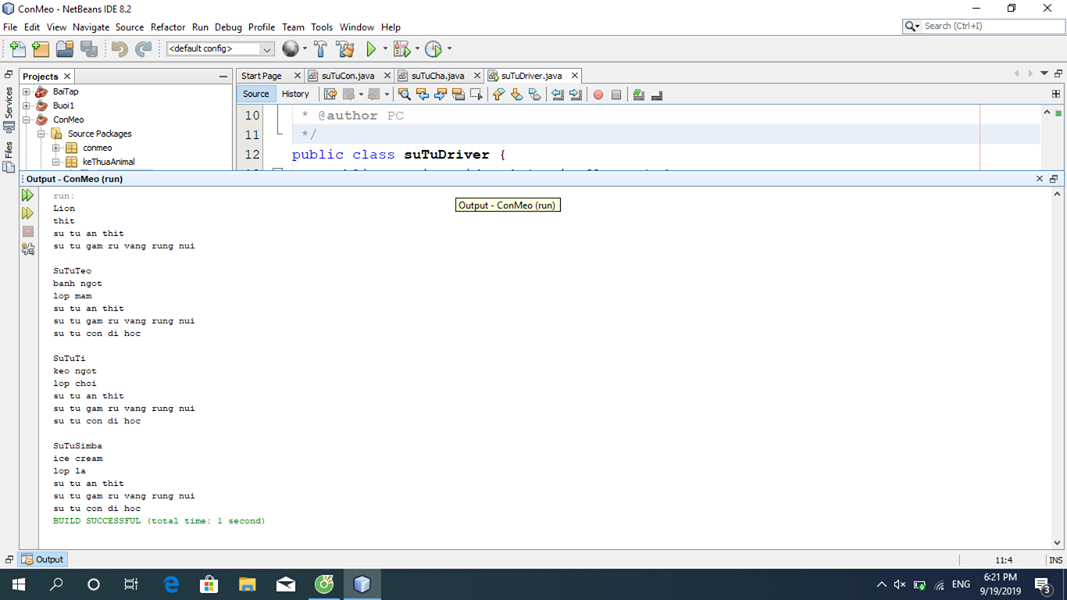 ConMeo - NetBeans IDE 8.2
File Edit View Navigate Source Refactor Run Debug Profile Team Tools Window Help
Search (Ctrl+I)
<default config>
Projects
Start Page suTuCon.java suTuCha.java suTuDriver.java
Services
Files
BaiTap
Buoi1
ConMeo
Source Packages
conmeo
keThuaAnimal
Source History
10 * @author PC
11 */
12 public class suTuDriver {
Output - ConMeo (run)
Output - ConMeo (run)
run:
Lion
thit
su tu an thit
su tu gam ru vang rung nui
SuTuTeo
banh ngot
lop mam
su tu an thit
su tu gam ru vang rung nui
su tu con di hoc
SuTuTi
keo ngot
lop choi
su tu an thit
su tu gam ru vang rung nui
su tu con di hoc
SuTuSimba
ice cream
lop la
su tu an thit
su tu gam ru vang rung nui
su tu con di hoc
BUILD SUCCESSFUL (total time: 1 second)
Output
11:4 INS
ENG
6:21 PM
9/19/2019
3